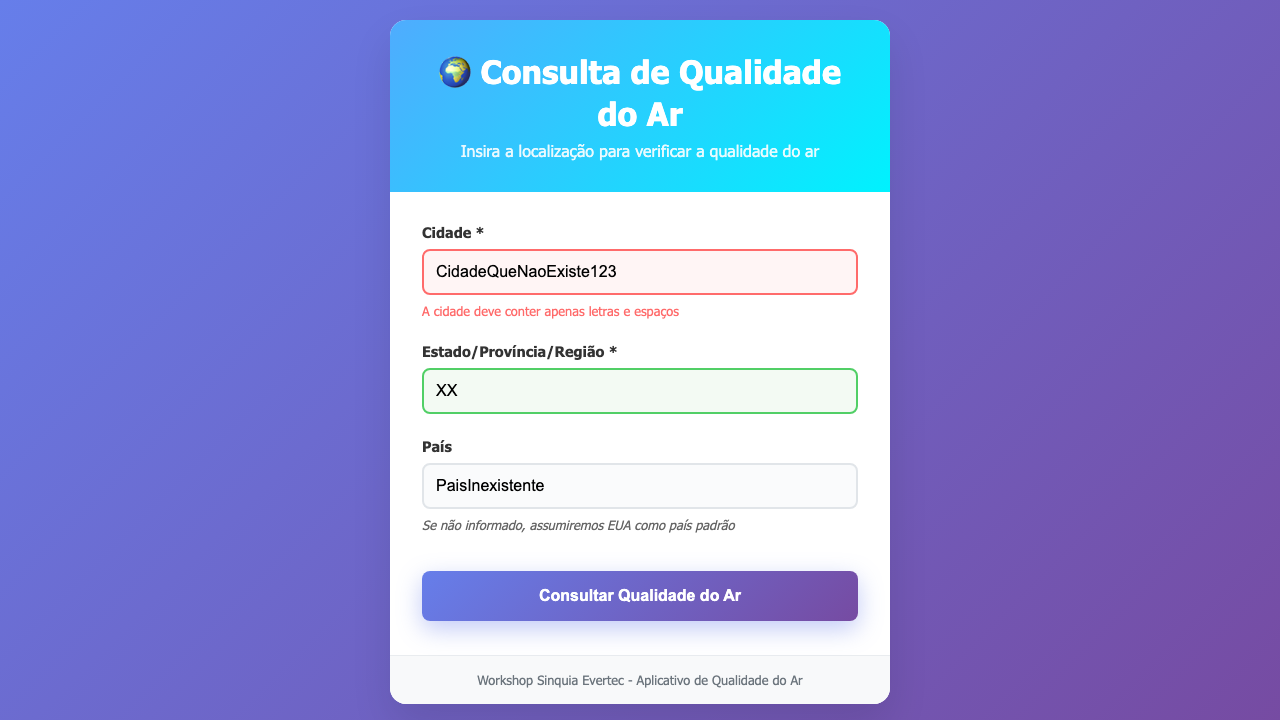 🌍 Consulta de Qualidade
do Ar
Insira a localização para verificar a qualidade do ar
Cidade *
CidadeQueNaoExiste123
A cidade deve conter apenas letras e espaços
Estado/Província/Região *
XX
País
PaisInexistente
Se não informado, assumiremos EUA como país padrão
Consultar Qualidade do Ar
Workshop Sinquia Evertec - Aplicativo de Qualidade do Ar